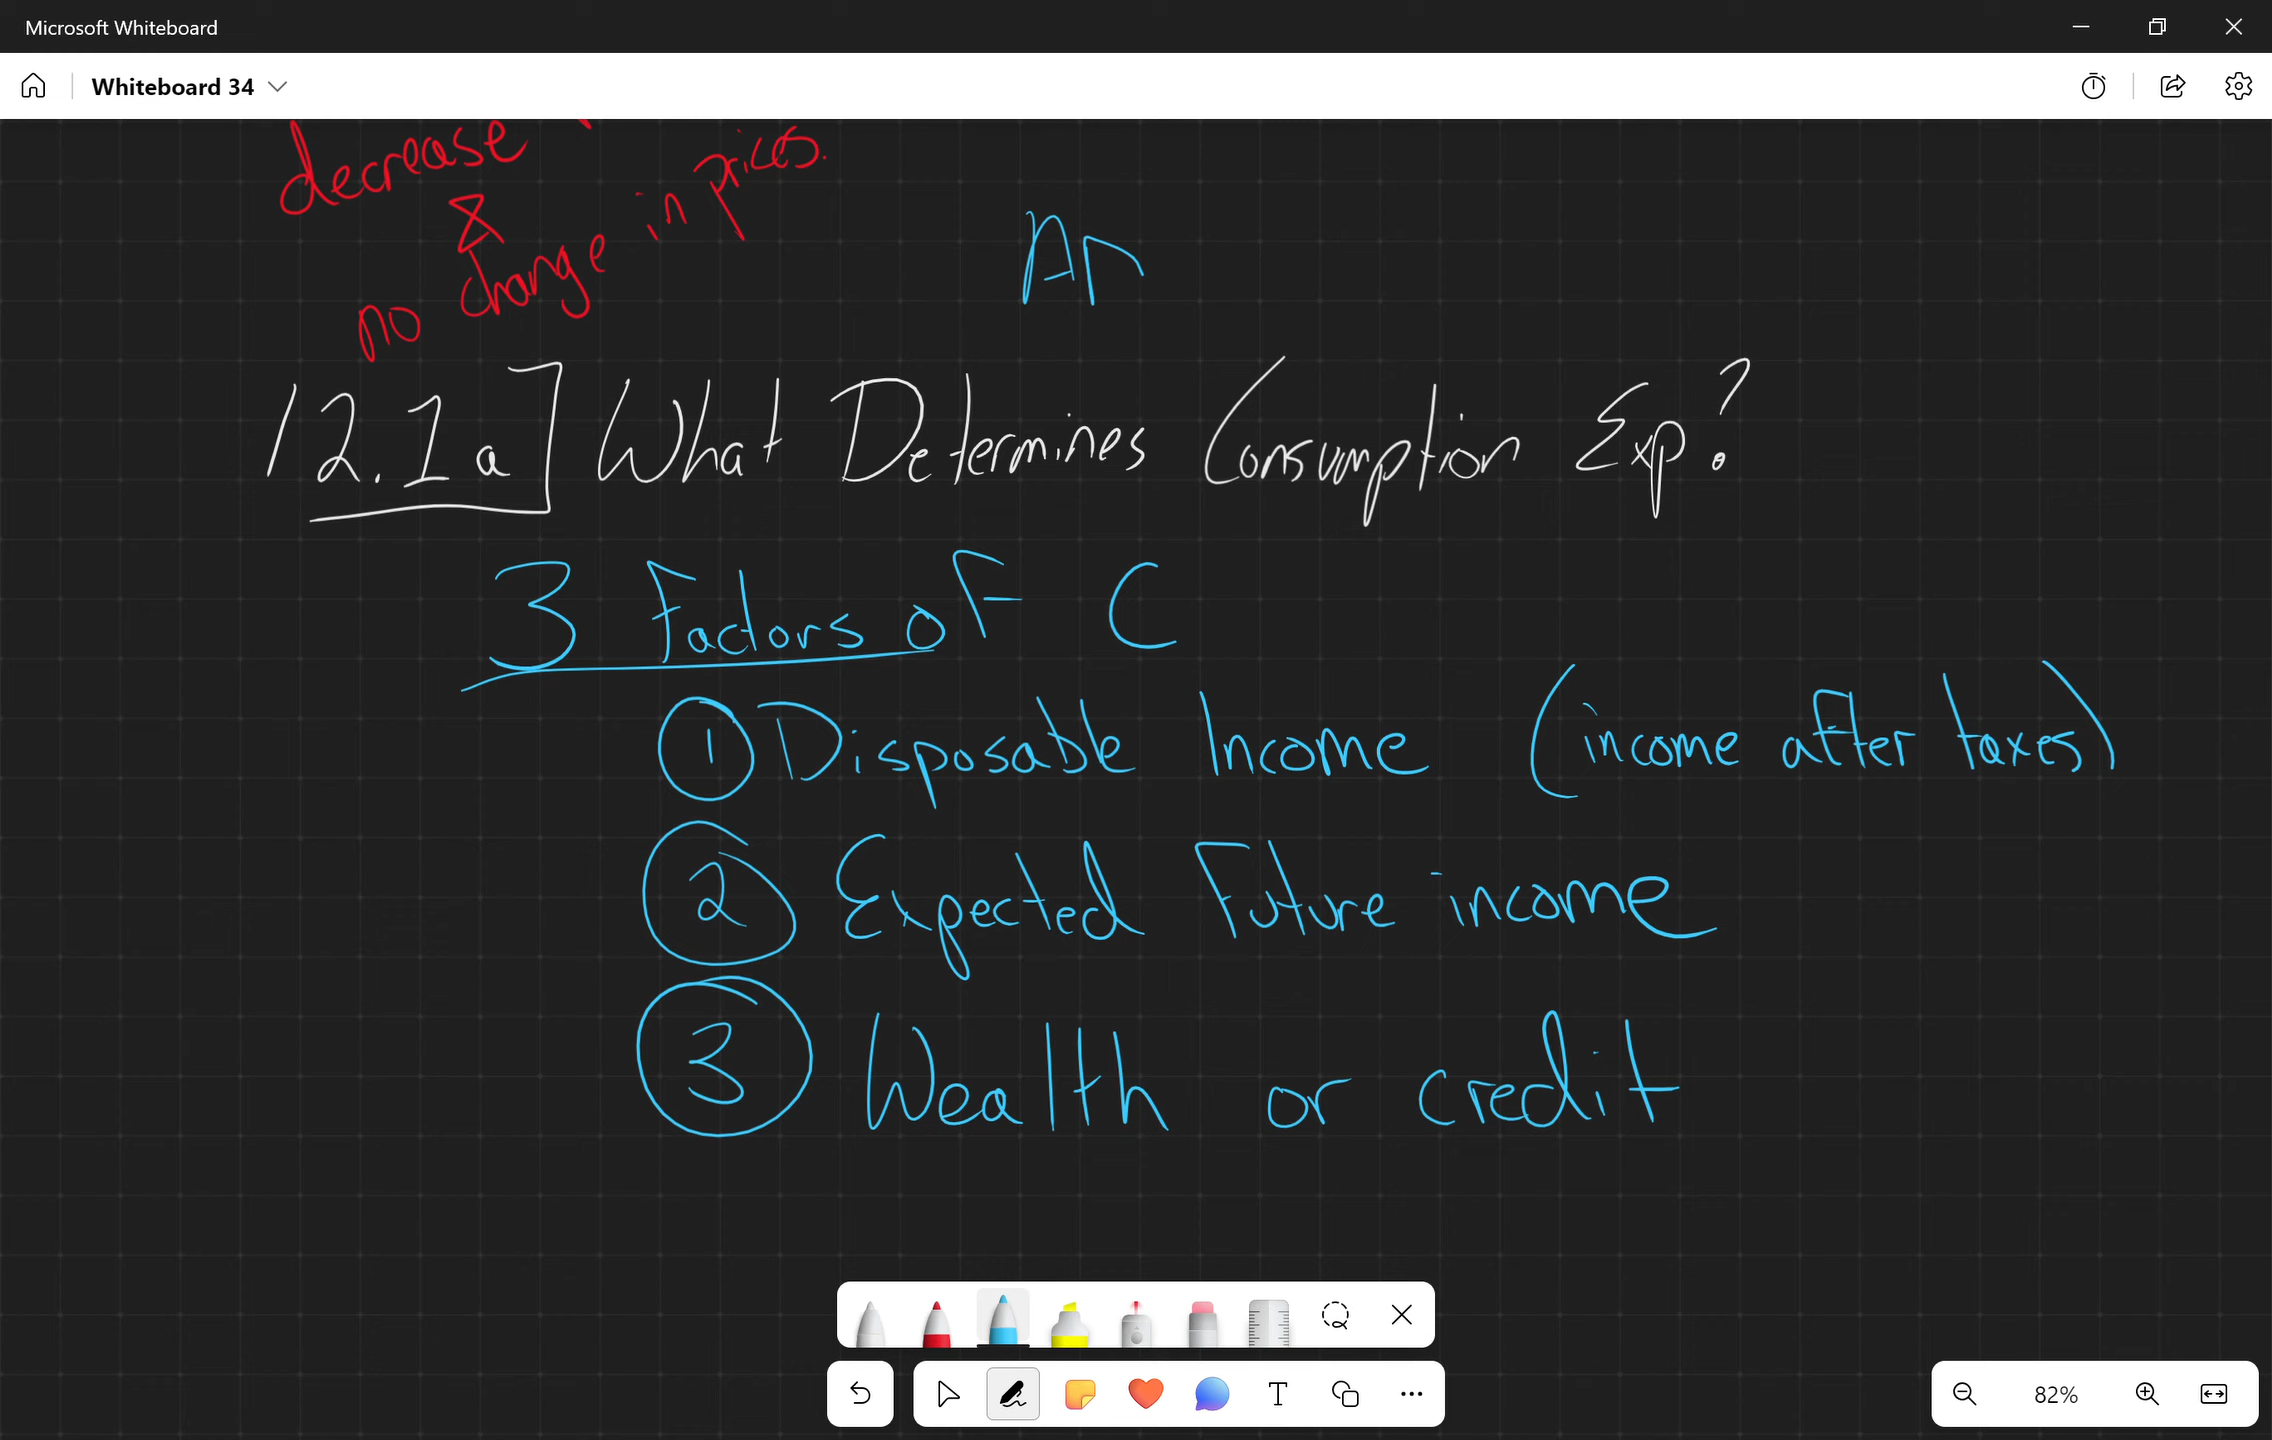 Microsoft Whiteboard
Whiteboard 34
decrease
&
no change in prices.
An
12.1a] What Determines Consumption Exp?
3 Factors of C
① Disposable Income (income after taxes)
② Expected Future income
③ Wealth or credit
T
82%